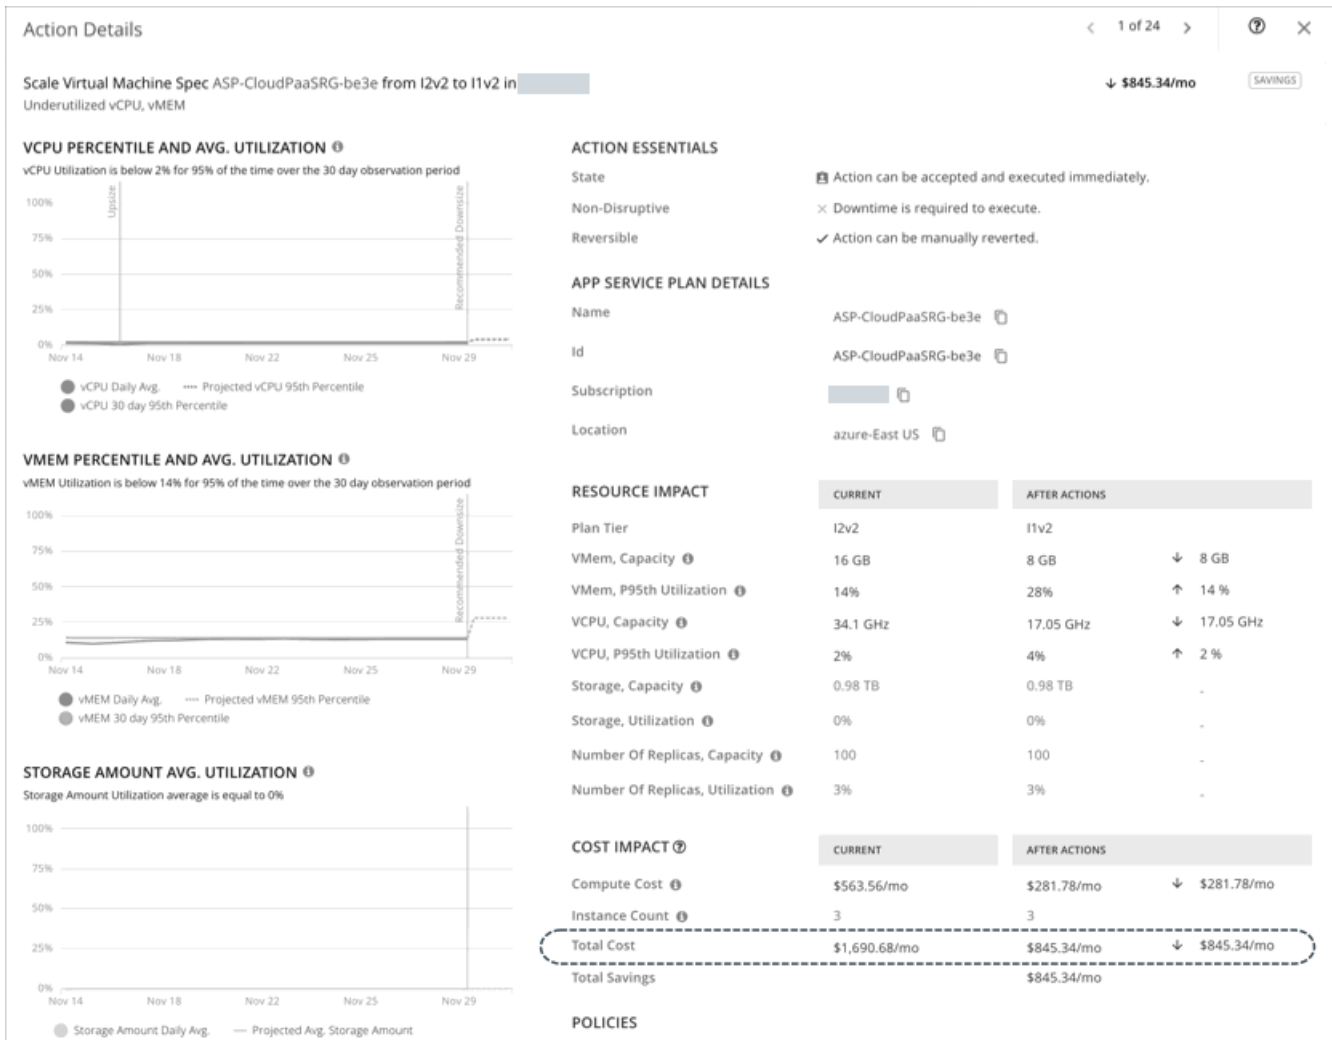 Action Details
1 of 24
Scale Virtual Machine Spec ASP-CloudPaaSRG-be3e from I2v2 to I1v2 in
↓ $845.34/mo
SAVINGS
Underutilized vCPU, vMEM
VCPU PERCENTILE AND AVG. UTILIZATION
vCPU Utilization is below 2% for 95% of the time over the 30 day observation period
100%
75%
50%
25%
0%
Upsize
Recommended Downsize
Nov 14 Nov 18 Nov 22 Nov 25 Nov 29
vCPU Daily Avg. Projected vCPU 95th Percentile
vCPU 30 day 95th Percentile
VMEM PERCENTILE AND AVG. UTILIZATION
vMEM Utilization is below 14% for 95% of the time over the 30 day observation period
100%
75%
50%
25%
0%
Recommended Downsize
Nov 14 Nov 18 Nov 22 Nov 25 Nov 29
vMEM Daily Avg. Projected vMEM 95th Percentile
vMEM 30 day 95th Percentile
STORAGE AMOUNT AVG. UTILIZATION
Storage Amount Utilization average is equal to 0%
100%
75%
50%
25%
0%
Nov 14 Nov 18 Nov 22 Nov 25 Nov 29
Storage Amount Daily Avg. Projected Avg. Storage Amount
ACTION ESSENTIALS
State Action can be accepted and executed immediately.
Non-Disruptive Downtime is required to execute.
Reversible Action can be manually reverted.
APP SERVICE PLAN DETAILS
Name ASP-CloudPaaSRG-be3e
Id ASP-CloudPaaSRG-be3e
Subscription
Location azure-East US
RESOURCE IMPACT CURRENT AFTER ACTIONS
Plan Tier I2v2 I1v2
VMem, Capacity 16 GB 8 GB ↓ 8 GB
VMem, P95th Utilization 14% 28% ↑ 14 %
VCPU, Capacity 34.1 GHz 17.05 GHz ↓ 17.05 GHz
VCPU, P95th Utilization 2% 4% ↑ 2 %
Storage, Capacity 0.98 TB 0.98 TB -
Storage, Utilization 0% 0% -
Number Of Replicas, Capacity 100 100 -
Number Of Replicas, Utilization 3% 3% -
COST IMPACT CURRENT AFTER ACTIONS
Compute Cost $563.56/mo $281.78/mo ↓ $281.78/mo
Instance Count 3 3
Total Cost $1,690.68/mo $845.34/mo ↓ $845.34/mo
Total Savings $845.34/mo
POLICIES